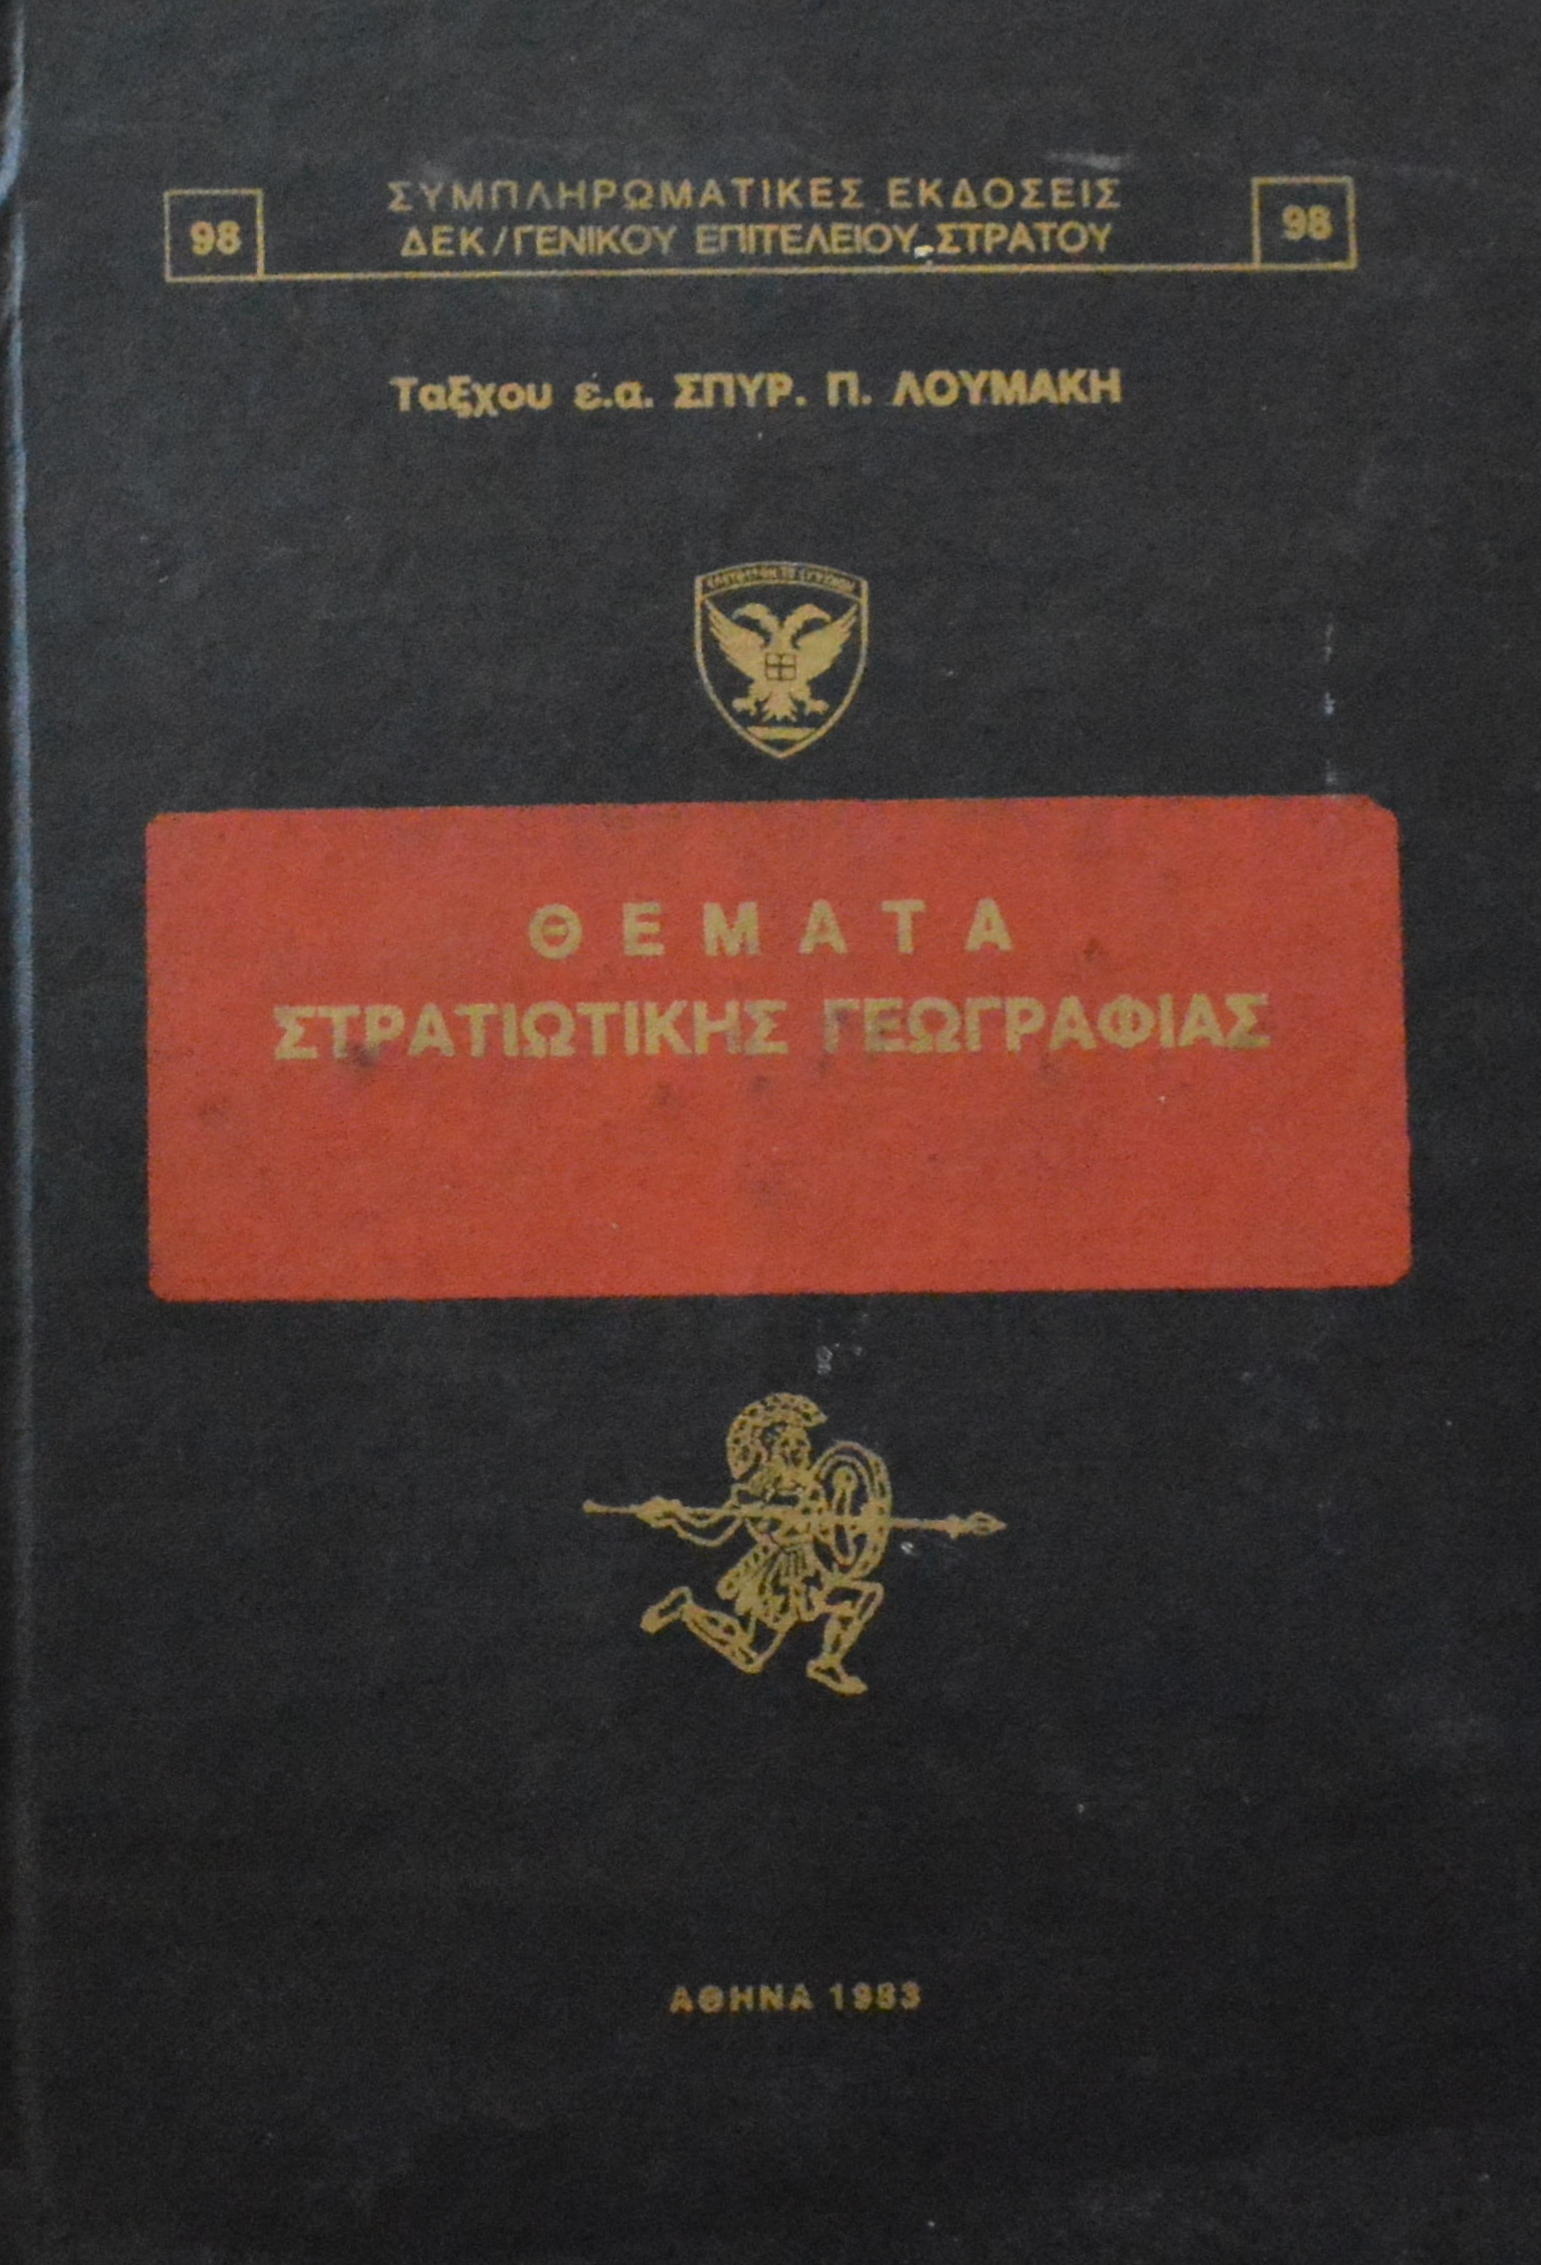 98
ΣΥΜΠΛΗΡΩΜΑΤΙΚΕΣ ΕΚΔΟΣΕΙΣ
ΔΕΚ/ΓΕΝΙΚΟΥ ΕΠΙΤΕΛΕΙΟΥ ΣΤΡΑΤΟΥ
98
Ταξχου ε.α. ΣΠΥΡ. Π. ΛΟΥΜΑΚΗ
ΘΕΜΑΤΑ
ΣΤΡΑΤΙΩΤΙΚΗΣ ΓΕΩΓΡΑΦΙΑΣ
ΑΘΗΝΑ 1983